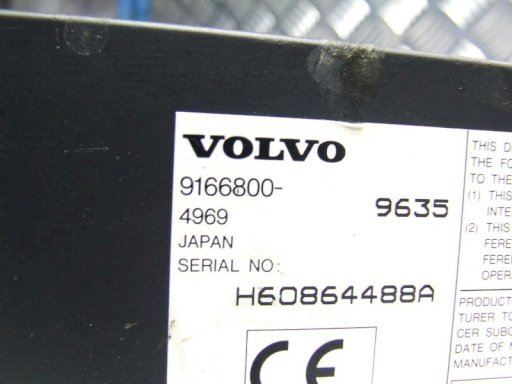 VOLVO
9166800-
4969
9635
JAPAN
SERIAL NO:
H60864488A
CE
THIS D
THE FO
TO THE
(1) THIS
INTE
(2) THIS
FERE
FERE
OPER
PRODUCT
TURER TO
CER SUBC
DATE OF M
MANUFACT